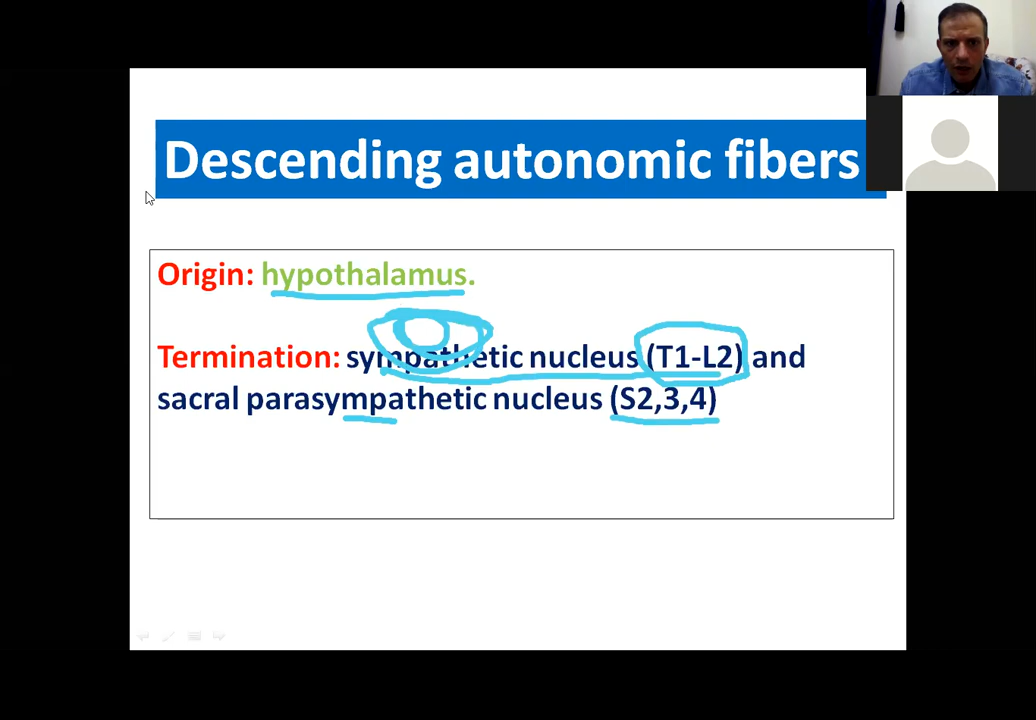 Descending autonomic fibers
Origin: hypothalamus.
Termination: sympathetic nucleus (T1-L2) and
sacral parasympathetic nucleus (S2,3,4)